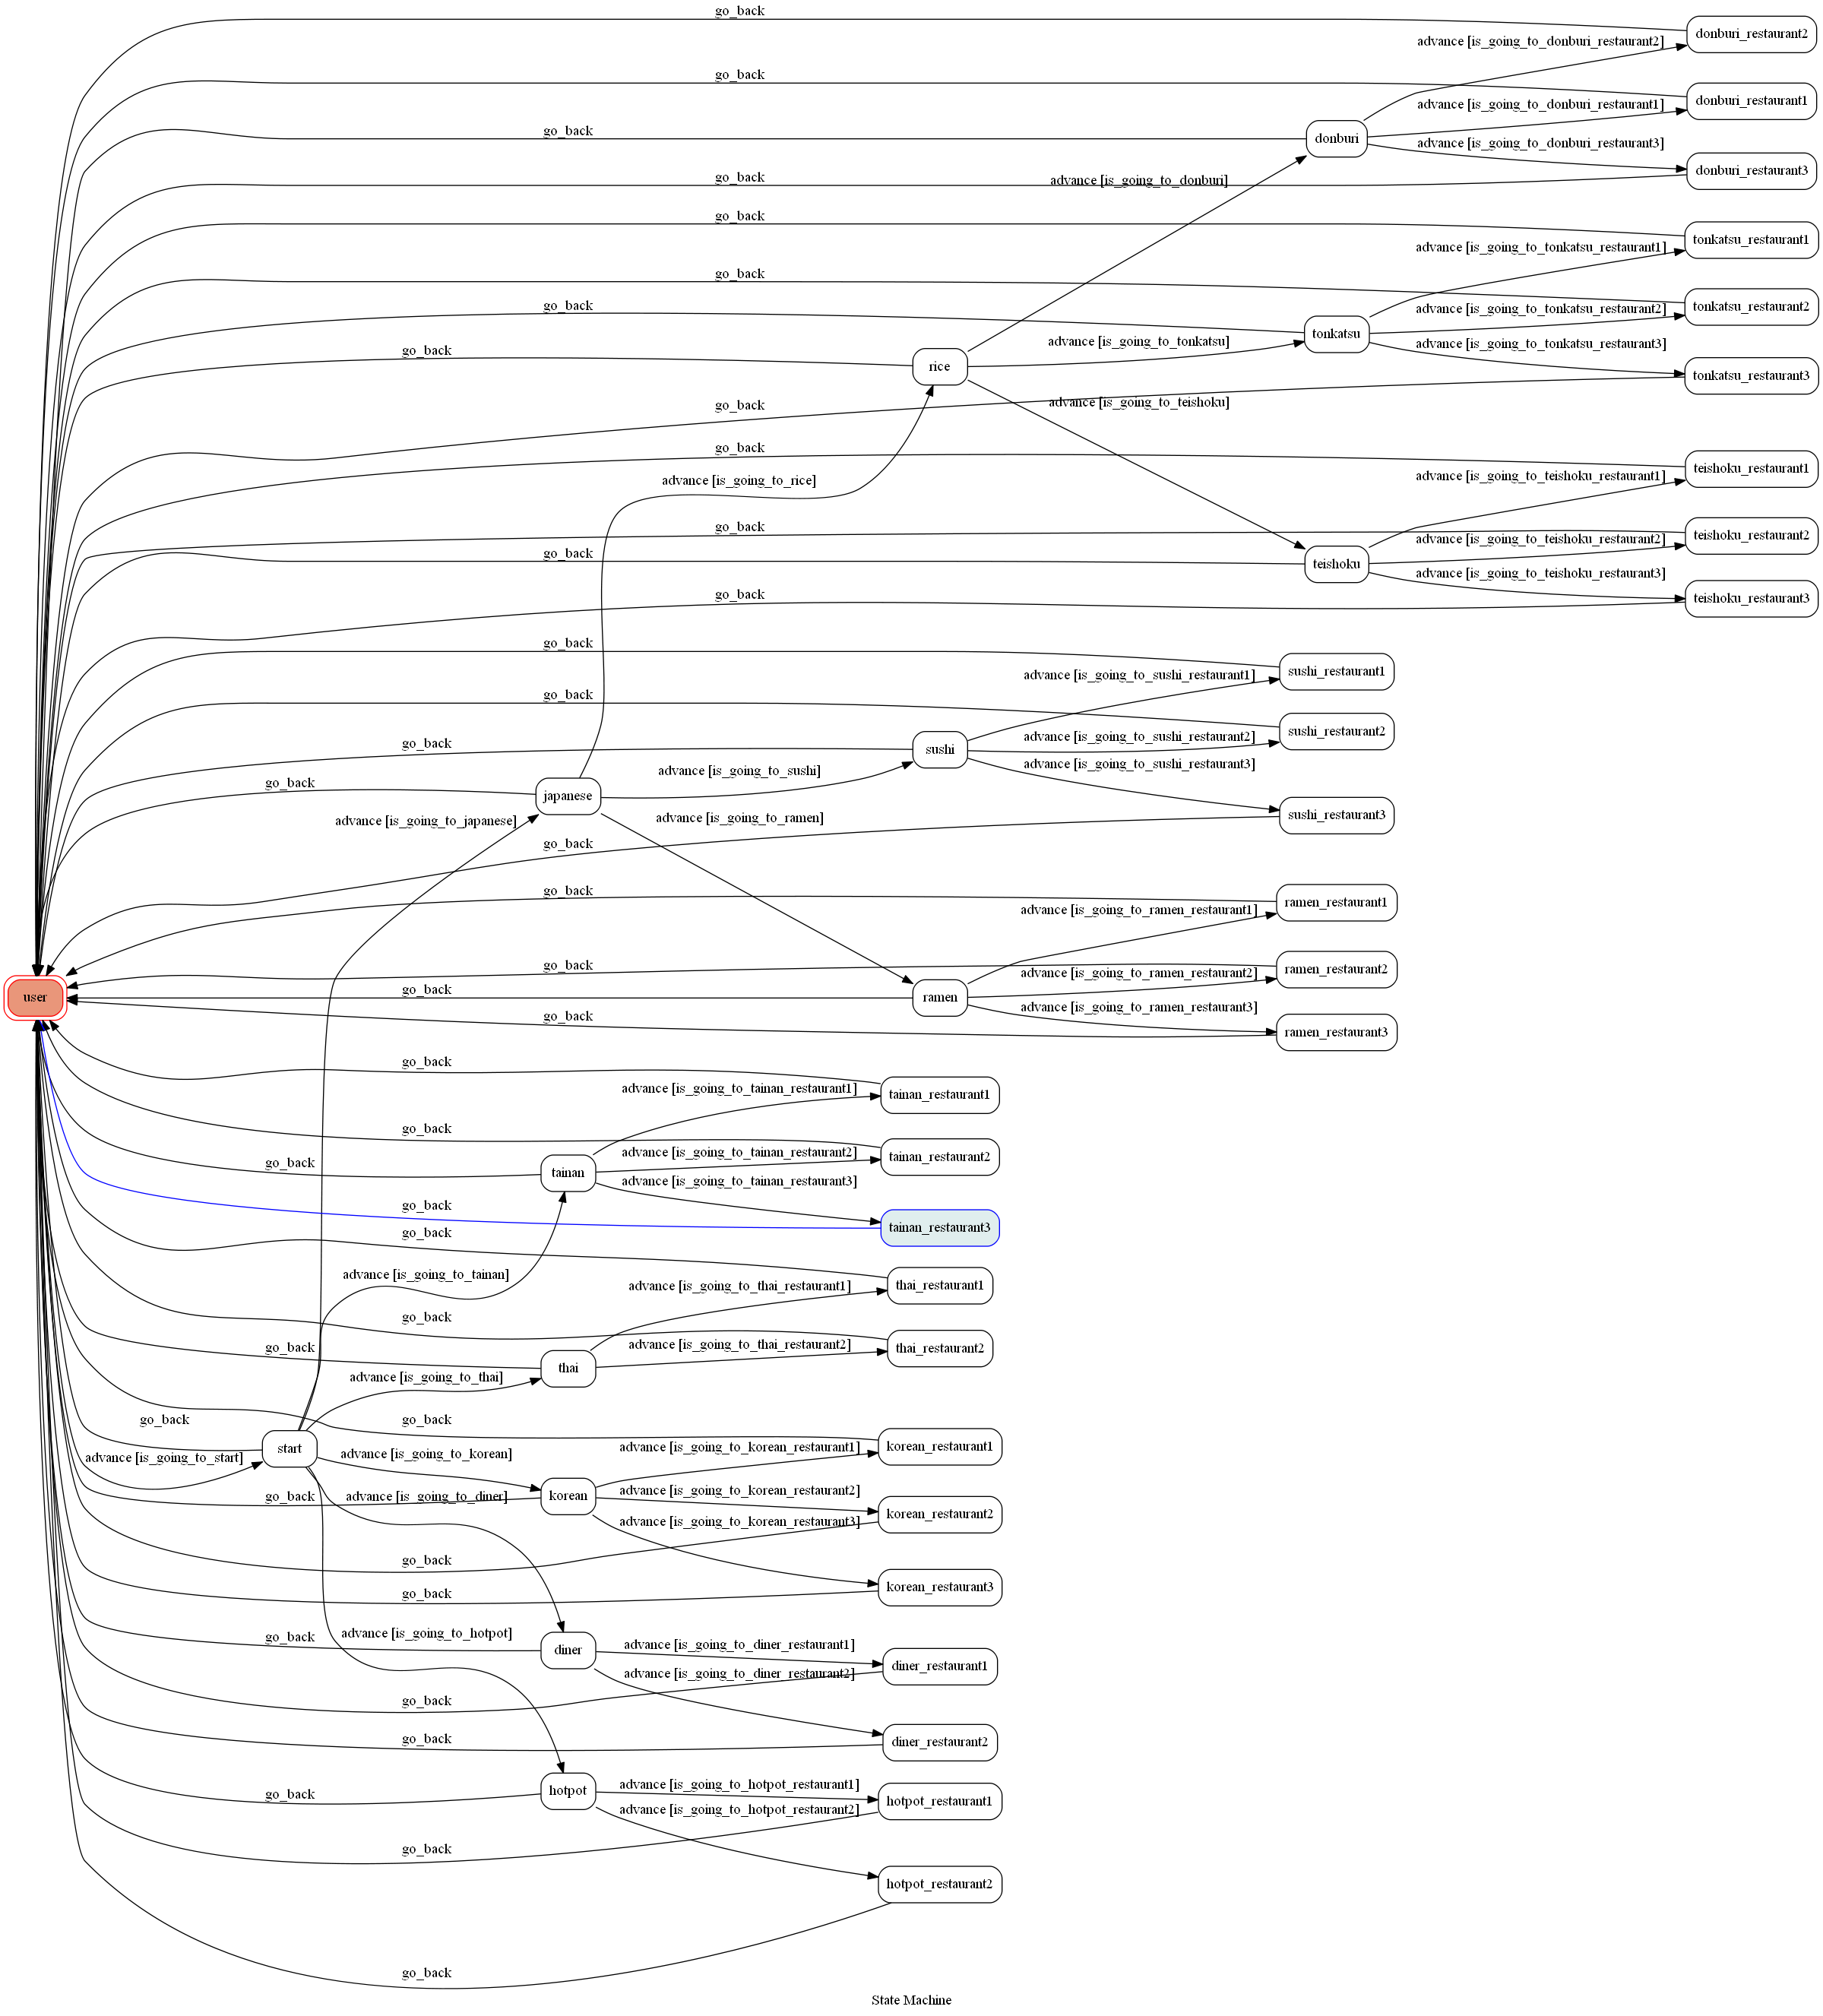 go_back
donburi_restaurant2
advance [is_going_to_donburi_restaurant2]
go_back
donburi_restaurant1
advance [is_going_to_donburi_restaurant1]
go_back
donburi
advance [is_going_to_donburi_restaurant3]
donburi_restaurant3
go_back
advance [is_going_to_donburi]
go_back
tonkatsu_restaurant1
advance [is_going_to_tonkatsu_restaurant1]
go_back
tonkatsu_restaurant2
go_back
advance [is_going_to_tonkatsu_restaurant2]
tonkatsu
advance [is_going_to_tonkatsu]
advance [is_going_to_tonkatsu_restaurant3]
go_back
rice
tonkatsu_restaurant3
go_back
advance [is_going_to_teishoku]
go_back
teishoku_restaurant1
advance [is_going_to_rice]
advance [is_going_to_teishoku_restaurant1]
go_back
teishoku_restaurant2
advance [is_going_to_teishoku_restaurant2]
go_back
teishoku
advance [is_going_to_teishoku_restaurant3]
go_back
teishoku_restaurant3
go_back
sushi_restaurant1
advance [is_going_to_sushi_restaurant1]
go_back
sushi_restaurant2
advance [is_going_to_sushi_restaurant2]
go_back
sushi
advance [is_going_to_sushi_restaurant3]
advance [is_going_to_sushi]
go_back
japanese
advance [is_going_to_japanese]
advance [is_going_to_ramen]
sushi_restaurant3
go_back
go_back
ramen_restaurant1
advance [is_going_to_ramen_restaurant1]
go_back
ramen_restaurant2
advance [is_going_to_ramen_restaurant2]
user
go_back
ramen
advance [is_going_to_ramen_restaurant3]
go_back
ramen_restaurant3
go_back
advance [is_going_to_tainan_restaurant1]
tainan_restaurant1
go_back
advance [is_going_to_tainan_restaurant2]
tainan_restaurant2
go_back
tainan
advance [is_going_to_tainan_restaurant3]
go_back
tainan_restaurant3
go_back
advance [is_going_to_tainan]
advance [is_going_to_thai_restaurant1]
thai_restaurant1
go_back
go_back
advance [is_going_to_thai_restaurant2]
thai_restaurant2
thai
advance [is_going_to_thai]
go_back
go_back
start
advance [is_going_to_start]
advance [is_going_to_korean]
advance [is_going_to_korean_restaurant1]
korean_restaurant1
go_back
advance [is_going_to_diner]
korean
advance [is_going_to_korean_restaurant2]
korean_restaurant2
advance [is_going_to_korean_restaurant3]
go_back
go_back
korean_restaurant3
go_back
advance [is_going_to_hotpot]
diner
advance [is_going_to_diner_restaurant1]
diner_restaurant1
advance [is_going_to_diner_restaurant2]
go_back
go_back
diner_restaurant2
go_back
hotpot
advance [is_going_to_hotpot_restaurant1]
hotpot_restaurant1
advance [is_going_to_hotpot_restaurant2]
go_back
hotpot_restaurant2
go_back
State Machine